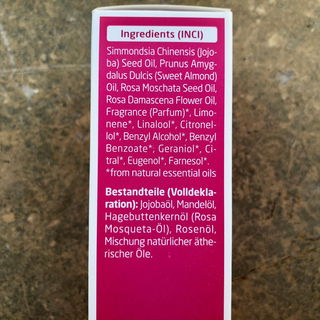 Ingredients (INCI)
Simmondsia Chinensis (Jojo-
ba) Seed Oil, Prunus Amyg-
dalus Dulcis (Sweet Almond)
Oil, Rosa Moschata Seed Oil,
Rosa Damascena Flower Oil,
Fragrance (Parfum)*, Limo-
nene*, Linalool*, Citronel-
lol*, Benzyl Alcohol*, Benzyl
Benzoate*, Geraniol*, Ci-
tral*, Eugenol*, Farnesol*.
*from natural essential oils
Bestandteile (Volldekla-
ration): Jojobaöl, Mandelöl,
Hagebuttenkernöl (Rosa
Mosqueta-Öl), Rosenöl,
Mischung natürlicher äthe-
rischer Öle.